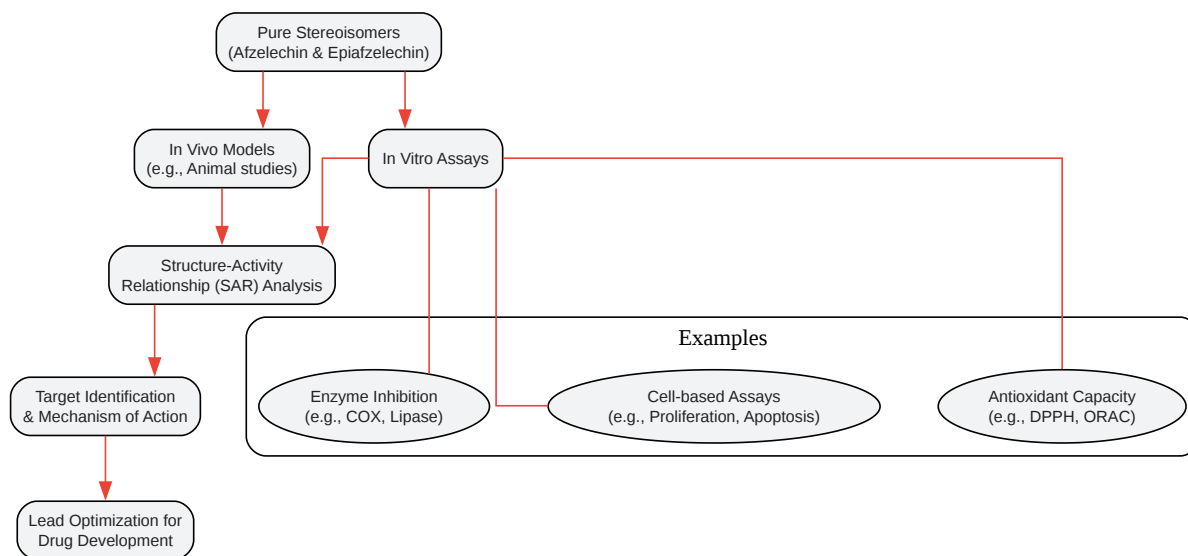 Pure Stereoisomers
(Afzelechin & Epiafzelechin)
In Vivo Models
(e.g., Animal studies)
In Vitro Assays
Structure-Activity
Relationship (SAR) Analysis
Examples
Target Identification
& Mechanism of Action
Enzyme Inhibition
(e.g., COX, Lipase)
Cell-based Assays
(e.g., Proliferation, Apoptosis)
Antioxidant Capacity
(e.g., DPPH, ORAC)
Lead Optimization for
Drug Development